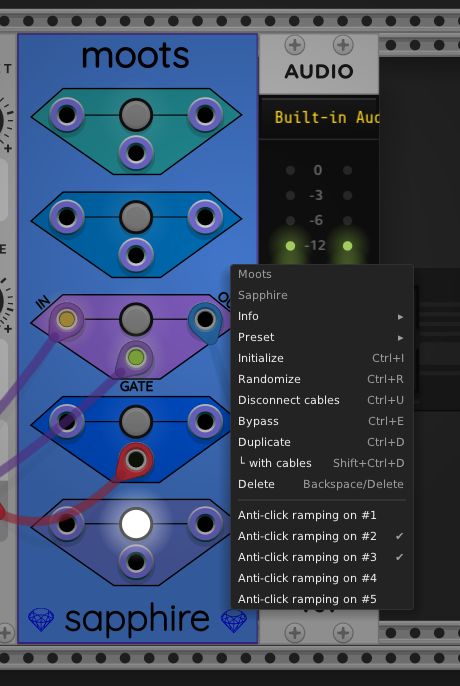 moots
T
AUDIO
Built-in Aud
0
-3
-6
-12
E
IN
GATE
Moots
Sapphire
Info ▸
Preset ▸
Initialize Ctrl+I
Randomize Ctrl+R
Disconnect cables Ctrl+U
Bypass Ctrl+E
Duplicate Ctrl+D
└ with cables Shift+Ctrl+D
Delete Backspace/Delete
Anti-click ramping on #1
Anti-click ramping on #2 ✔
Anti-click ramping on #3 ✔
Anti-click ramping on #4
Anti-click ramping on #5
sapphire